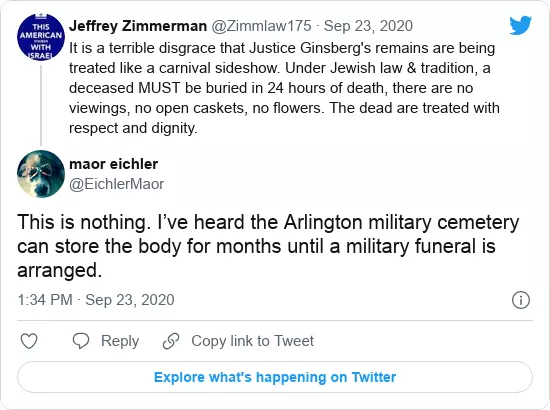 THIS
AMERICAN
STANDS
WITH
ISRAEL
Jeffrey Zimmerman @Zimmlaw175 · Sep 23, 2020
It is a terrible disgrace that Justice Ginsberg's remains are being
treated like a carnival sideshow. Under Jewish law & tradition, a
deceased MUST be buried in 24 hours of death, there are no
viewings, no open caskets, no flowers. The dead are treated with
respect and dignity.
maor eichler
@EichlerMaor
This is nothing. I’ve heard the Arlington military cemetery
can store the body for months until a military funeral is
arranged.
1:34 PM · Sep 23, 2020
Reply
Copy link to Tweet
Explore what's happening on Twitter